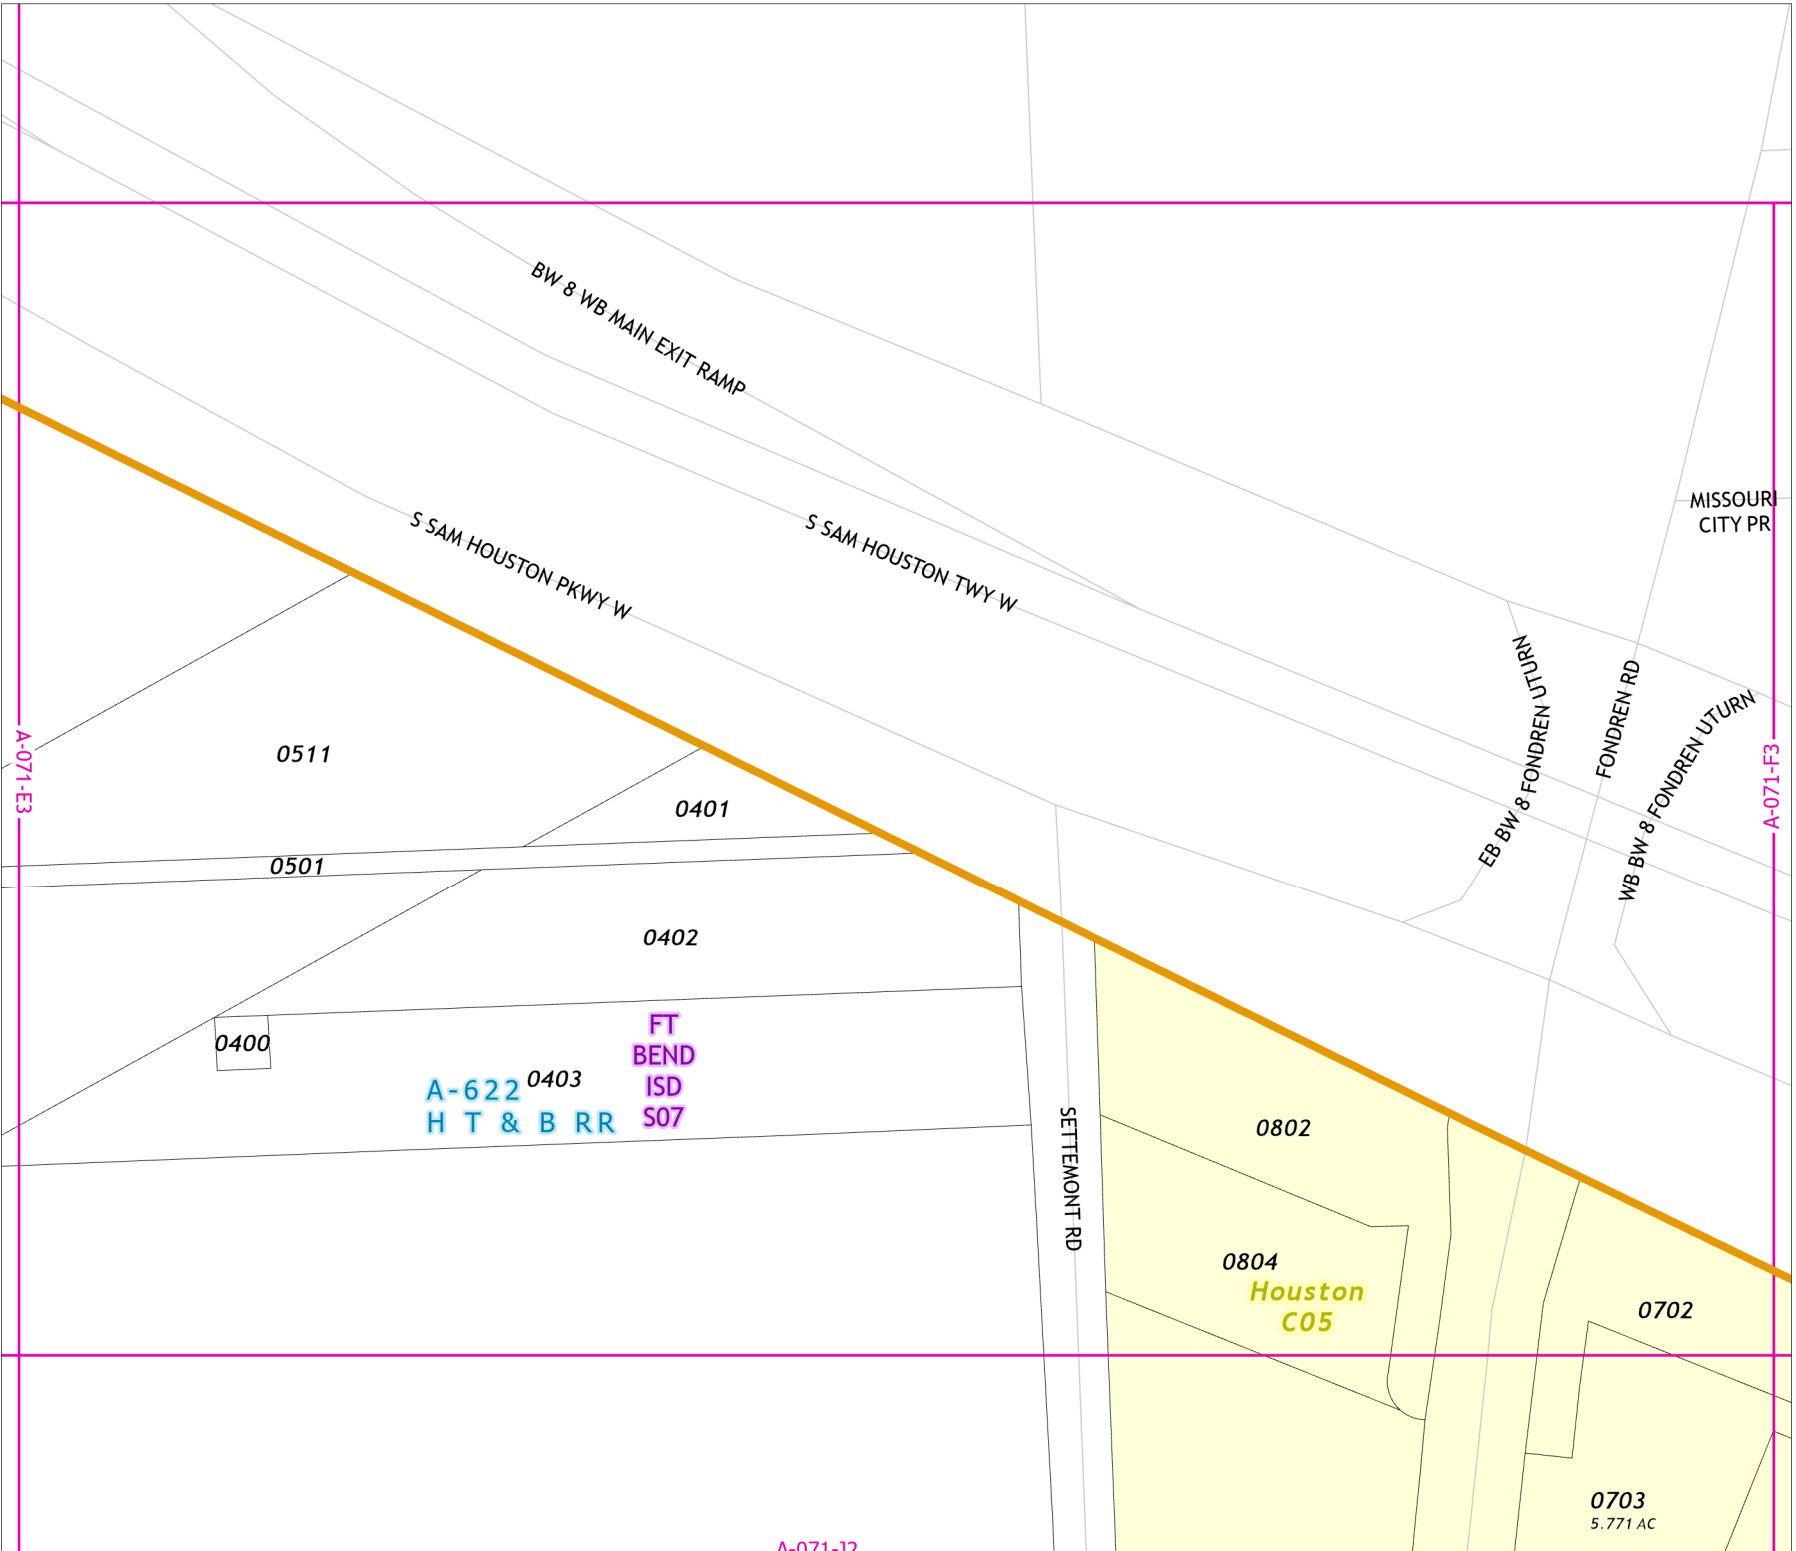 BW 8 WB MAIN EXIT RAMP
S SAM HOUSTON PKWY W
S SAM HOUSTON TWY W
MISSOURI
CITY PR
EB BW 8 FONDREN UTURN
FONDREN RD
WB BW 8 FONDREN UTURN
A-071-E3
A-071-F3
0511
0401
0501
0402
0400
0403
FT
BEND
ISD
S07
A-622
H T & B RR
SETTEMONT RD
0802
0804
Houston
C05
0702
0703
5.771 AC
A-071-J2